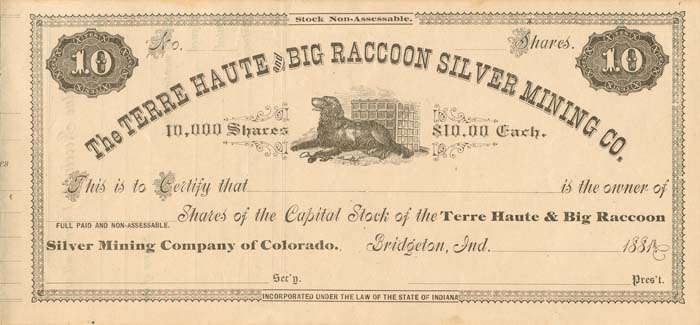 Stock Non-Assessable.
10 No. Shares. 10
The TERRE HAUTE and BIG RACCOON SILVER MINING CO.
10,000 Shares $10.00 Each.
This is to Certify that is the owner of
Shares of the Capital Stock of the Terre Haute & Big Raccoon
FULL PAID AND NON-ASSESSABLE.
Silver Mining Company of Colorado. Bridgeton, Ind. 188
Sec'y. Pres't.
INCORPORATED UNDER THE LAW OF THE STATE OF INDIANA